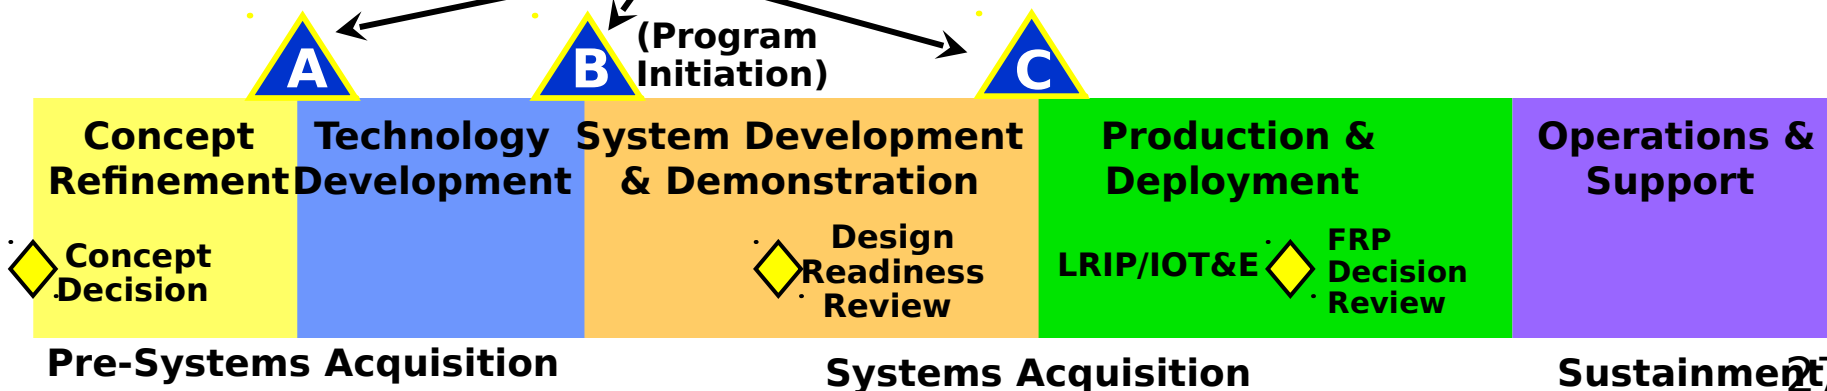 A
B
(Program
Initiation)
C
Concept
Refinement
Technology
Development
System Development
& Demonstration
Production &
Deployment
Operations &
Support
Concept
Decision
Design
Readiness
Review
LRIP/IOT&E
FRP
Decision
Review
Pre-Systems Acquisition
Systems Acquisition
Sustainment
27